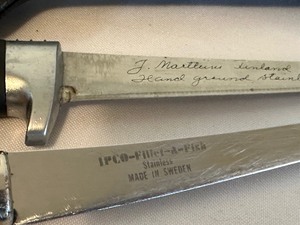 J. Marttiini Finland
Hand ground Stainl
IPCO-Fillet-A-Fish
Stainless
MADE IN SWEDEN